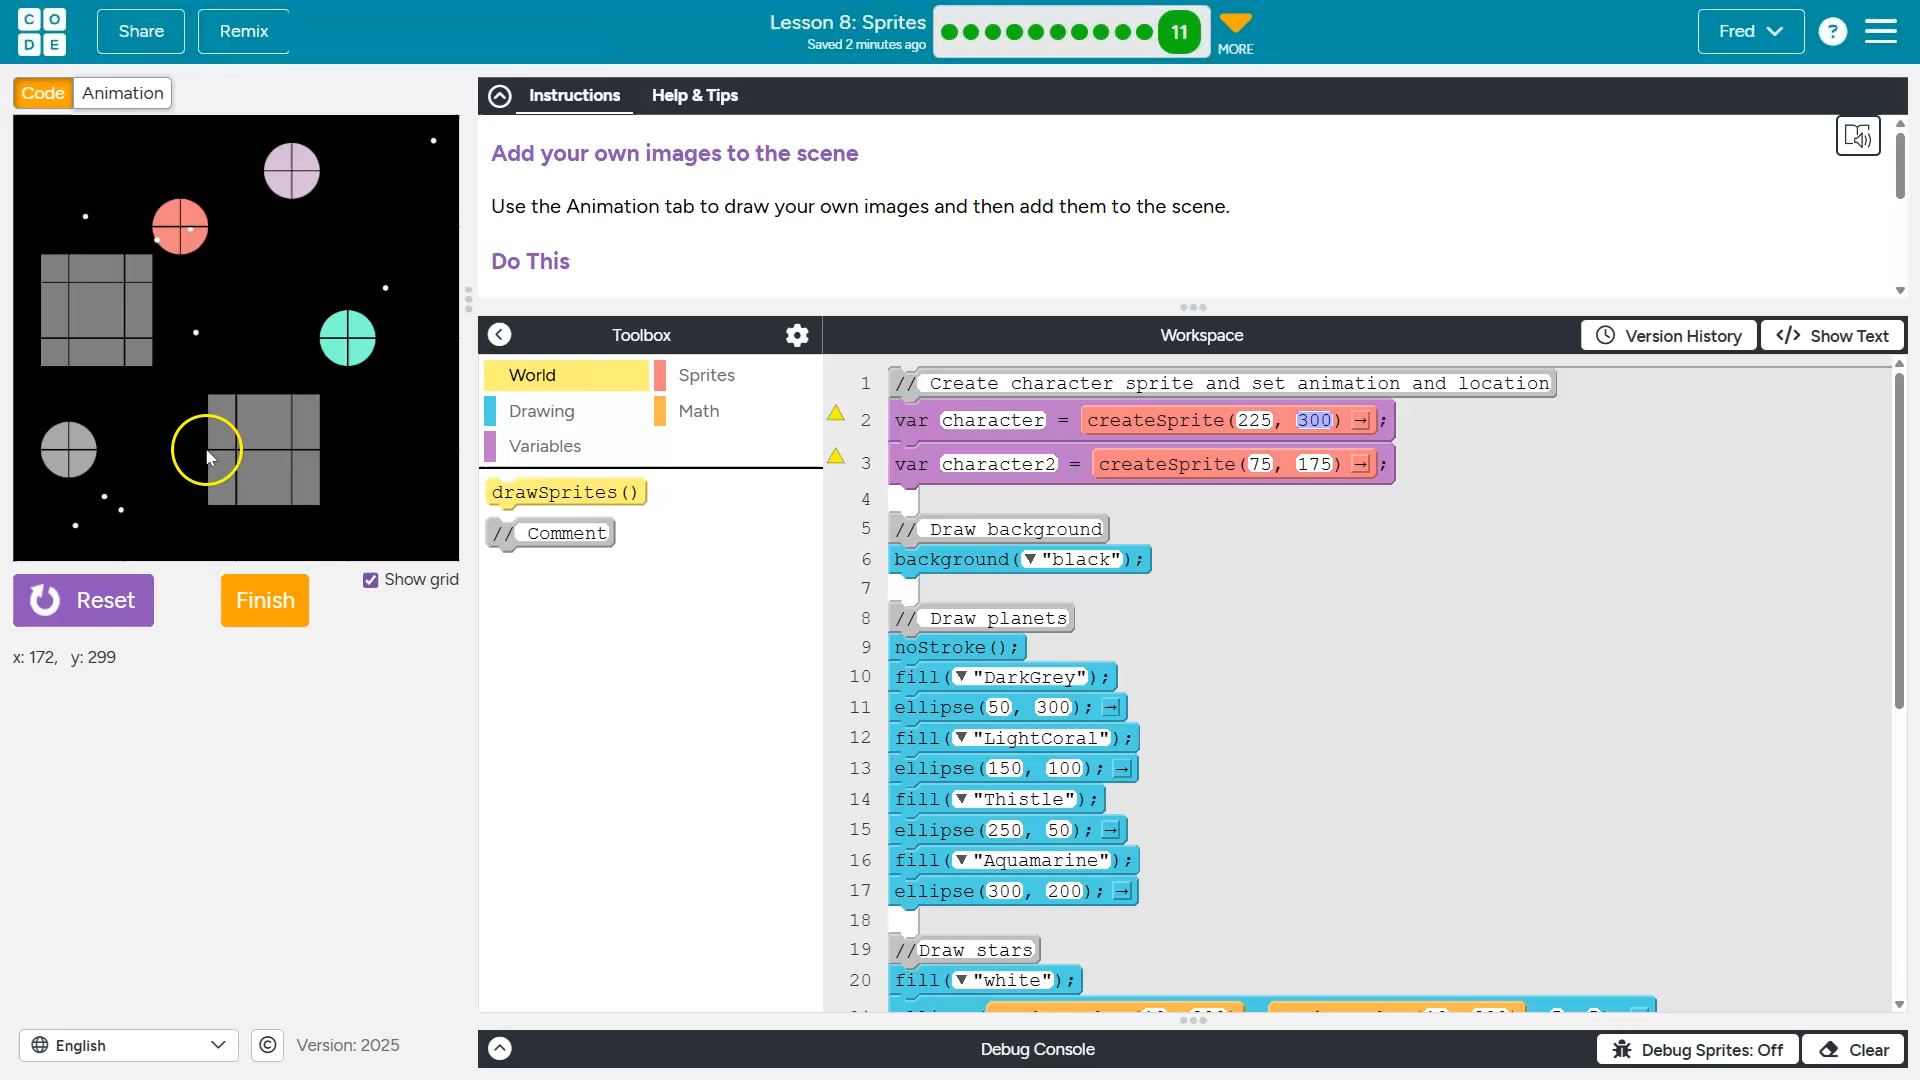 CODE
Share
Remix
Lesson 8: Sprites
Saved 2 minutes ago
11
MORE
Fred
?
Code
Animation
Instructions
Help & Tips
Add your own images to the scene
Use the Animation tab to draw your own images and then add them to the scene.
Do This
Toolbox
Workspace
Version History
</> Show Text
World
Sprites
Drawing
Math
Variables
drawSprites()
// Comment
1 // Create character sprite and set animation and location
2 var character = createSprite(225, 300) → ;
3 var character2 = createSprite(75, 175) → ;
4
5 // Draw background
6 background(▼"black");
7
8 // Draw planets
9 noStroke();
10 fill(▼"DarkGrey");
11 ellipse(50, 300); →
12 fill(▼"LightCoral");
13 ellipse(150, 100); →
14 fill(▼"Thistle");
15 ellipse(250, 50); →
16 fill(▼"Aquamarine");
17 ellipse(300, 200); →
18
19 //Draw stars
20 fill(▼"white");
Show grid
Reset
Finish
x: 172, y: 299
English
©
Version: 2025
Debug Console
Debug Sprites: Off
Clear